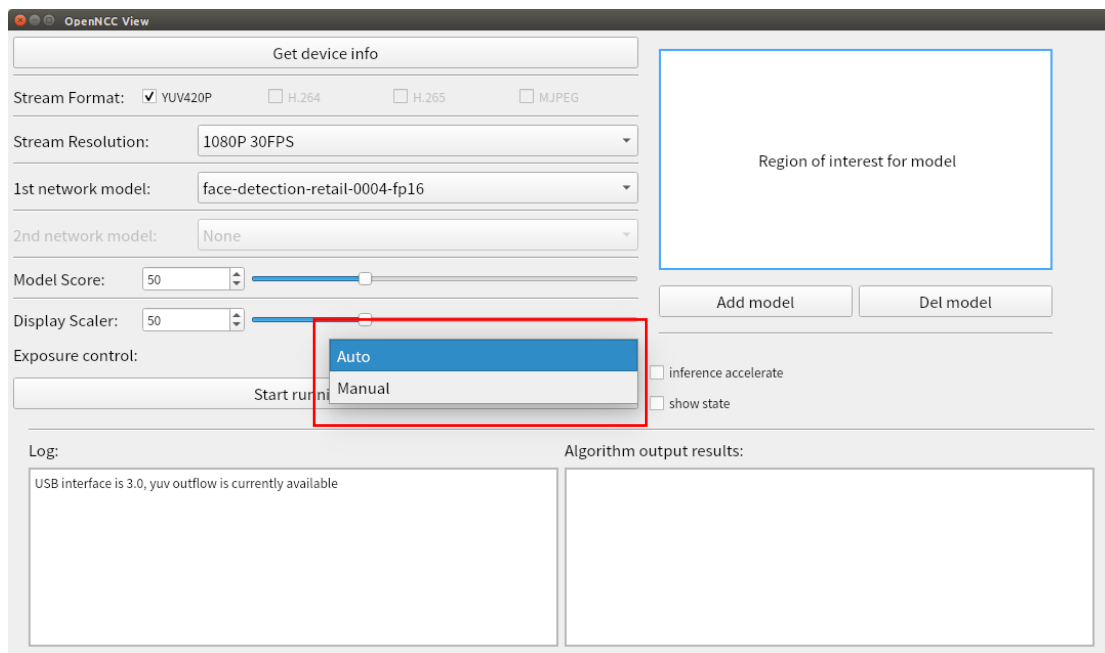 OpenNCC View
Get device info
Stream Format: YUV420P H.264 H.265 MJPEG
Stream Resolution: 1080P 30FPS
1st network model: face-detection-retail-0004-fp16
2nd network model: None
Model Score: 50
Display Scaler: 50
Exposure control:
Auto
Manual
Start runni
Region of interest for model
Add model Del model
inference accelerate
show state
Log:
USB interface is 3.0, yuv outflow is currently available
Algorithm output results: